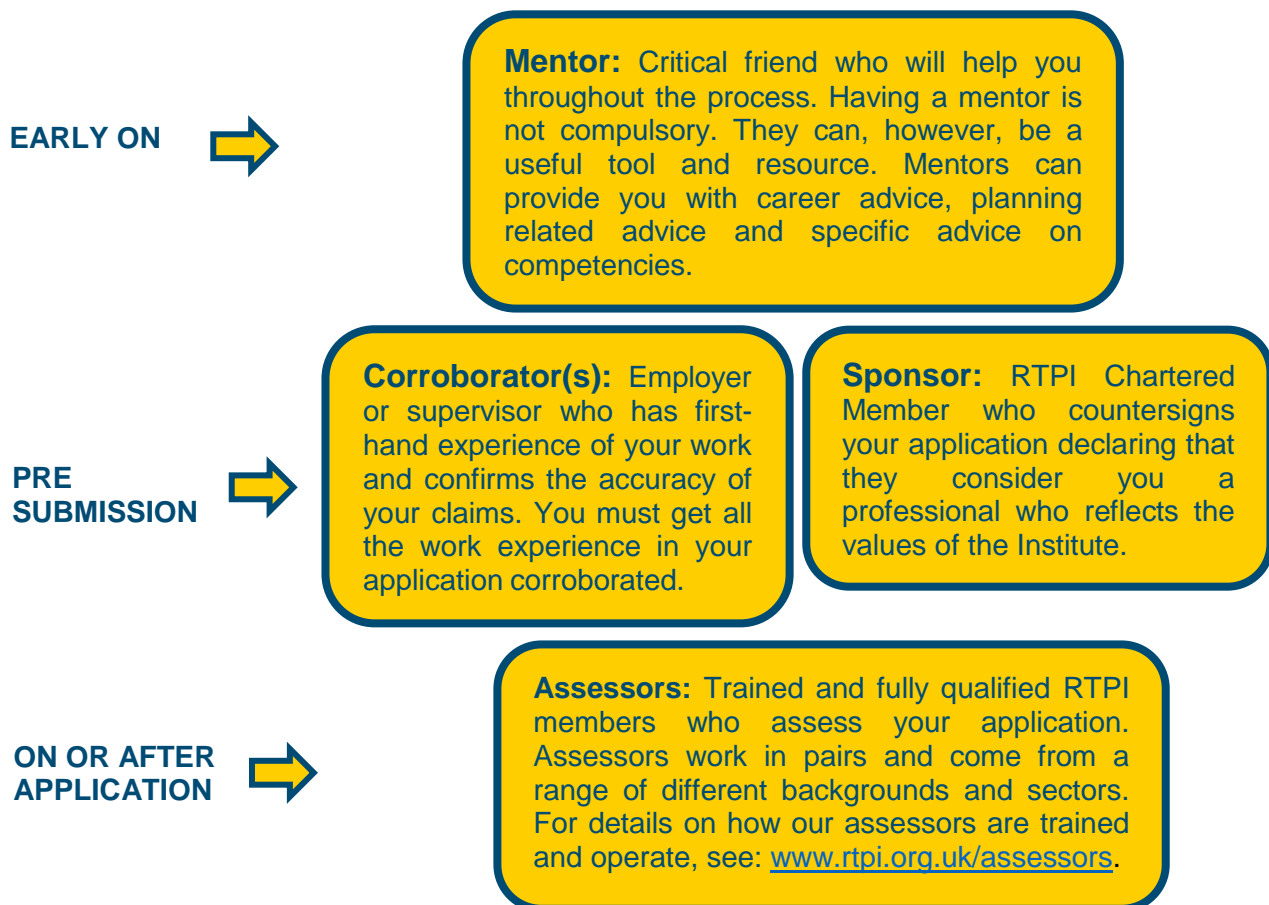 EARLY ON
Mentor: Critical friend who will help you
throughout the process. Having a mentor is
not compulsory. They can, however, be a
useful tool and resource. Mentors can
provide you with career advice, planning
related advice and specific advice on
competencies.
PRE
SUBMISSION
Corroborator(s): Employer
or supervisor who has first-
hand experience of your work
and confirms the accuracy of
your claims. You must get all
the work experience in your
application corroborated.
Sponsor: RTPI Chartered
Member who countersigns
your application declaring that
they consider you a
professional who reflects the
values of the Institute.
ON OR AFTER
APPLICATION
Assessors: Trained and fully qualified RTPI
members who assess your application.
Assessors work in pairs and come from a
range of different backgrounds and sectors.
For details on how our assessors are trained
and operate, see: www.rtpi.org.uk/assessors.